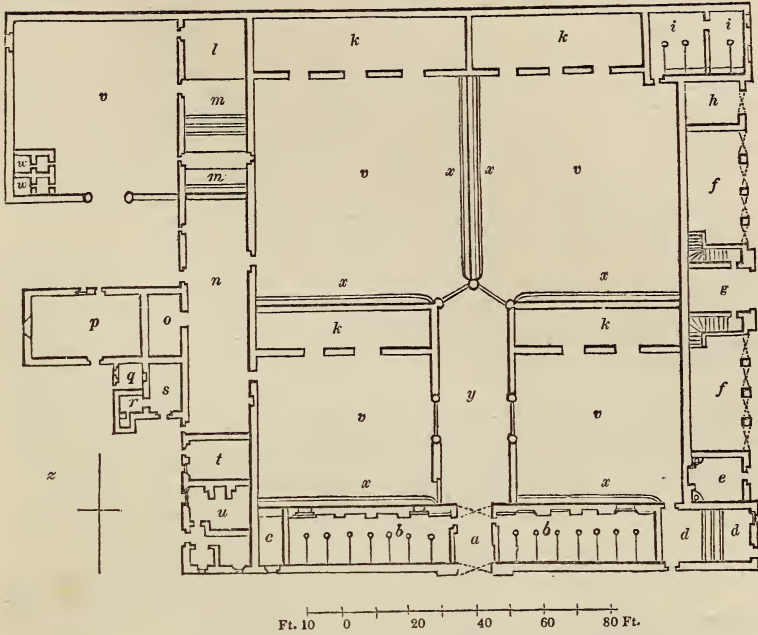 k k i i
l
v h
m
w m x x f
w v v
n g
x x
p o k k
q y f
r s v v
z t e
x x
u
c b a b d d
Ft. 10 0 20 40 60 80 Ft.